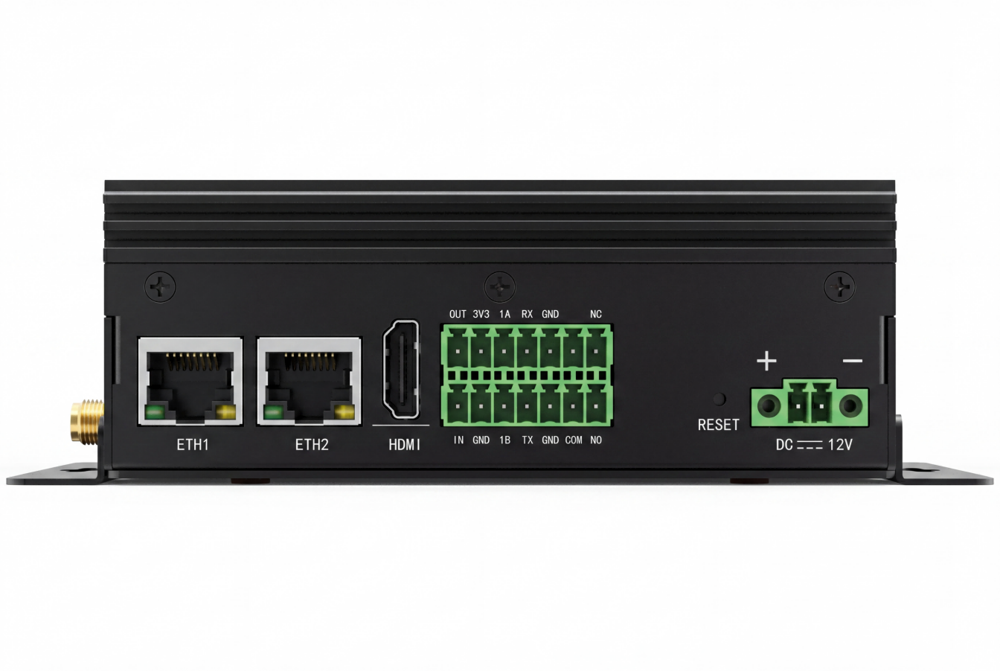 OUT 3V3 1A RX GND NC
IN GND 1B TX GND COM NO
ETH1
ETH2
HDMI
RESET
+ −
DC ⎓ 12V